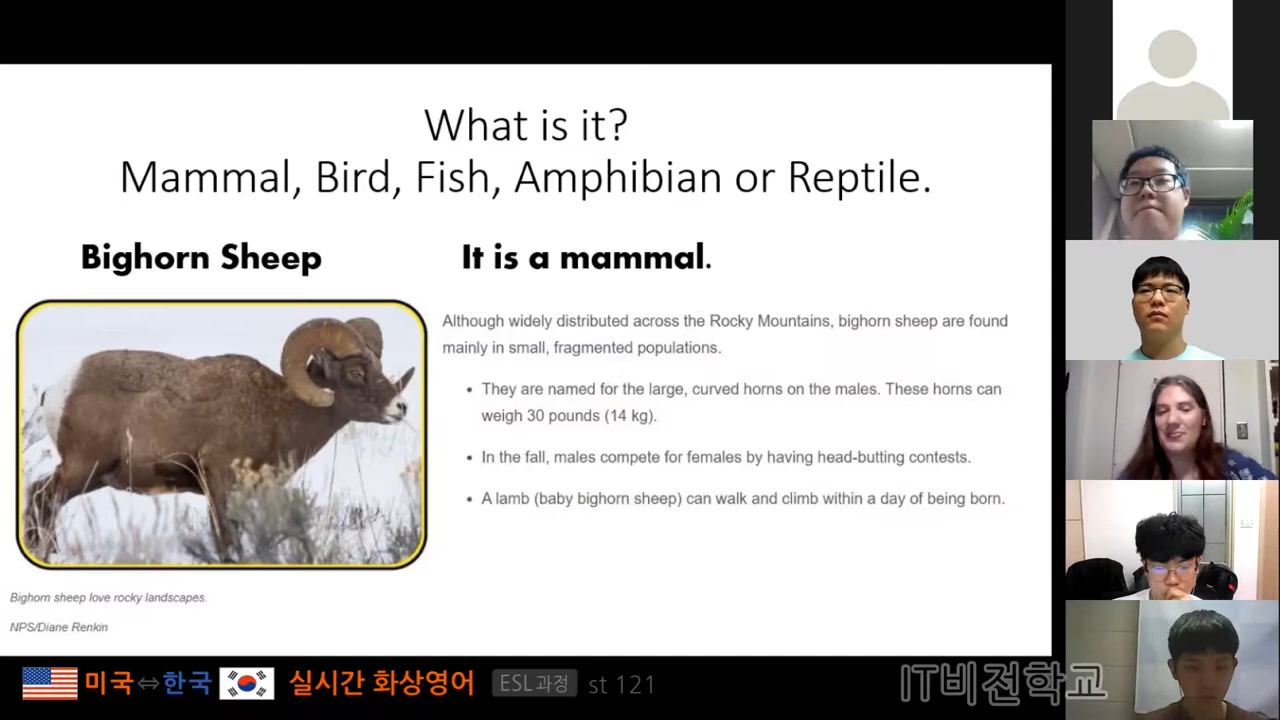 What is it?
Mammal, Bird, Fish, Amphibian or Reptile.
Bighorn Sheep
It is a mammal.
Although widely distributed across the Rocky Mountains, bighorn sheep are found
mainly in small, fragmented populations.
• They are named for the large, curved horns on the males. These horns can
weigh 30 pounds (14 kg).
• In the fall, males compete for females by having head-butting contests.
• A lamb (baby bighorn sheep) can walk and climb within a day of being born.
Bighorn sheep love rocky landscapes.
NPS/Diane Renkin
미국⇔한국 실시간 화상영어 ESL과정 st 121
IT비전학교